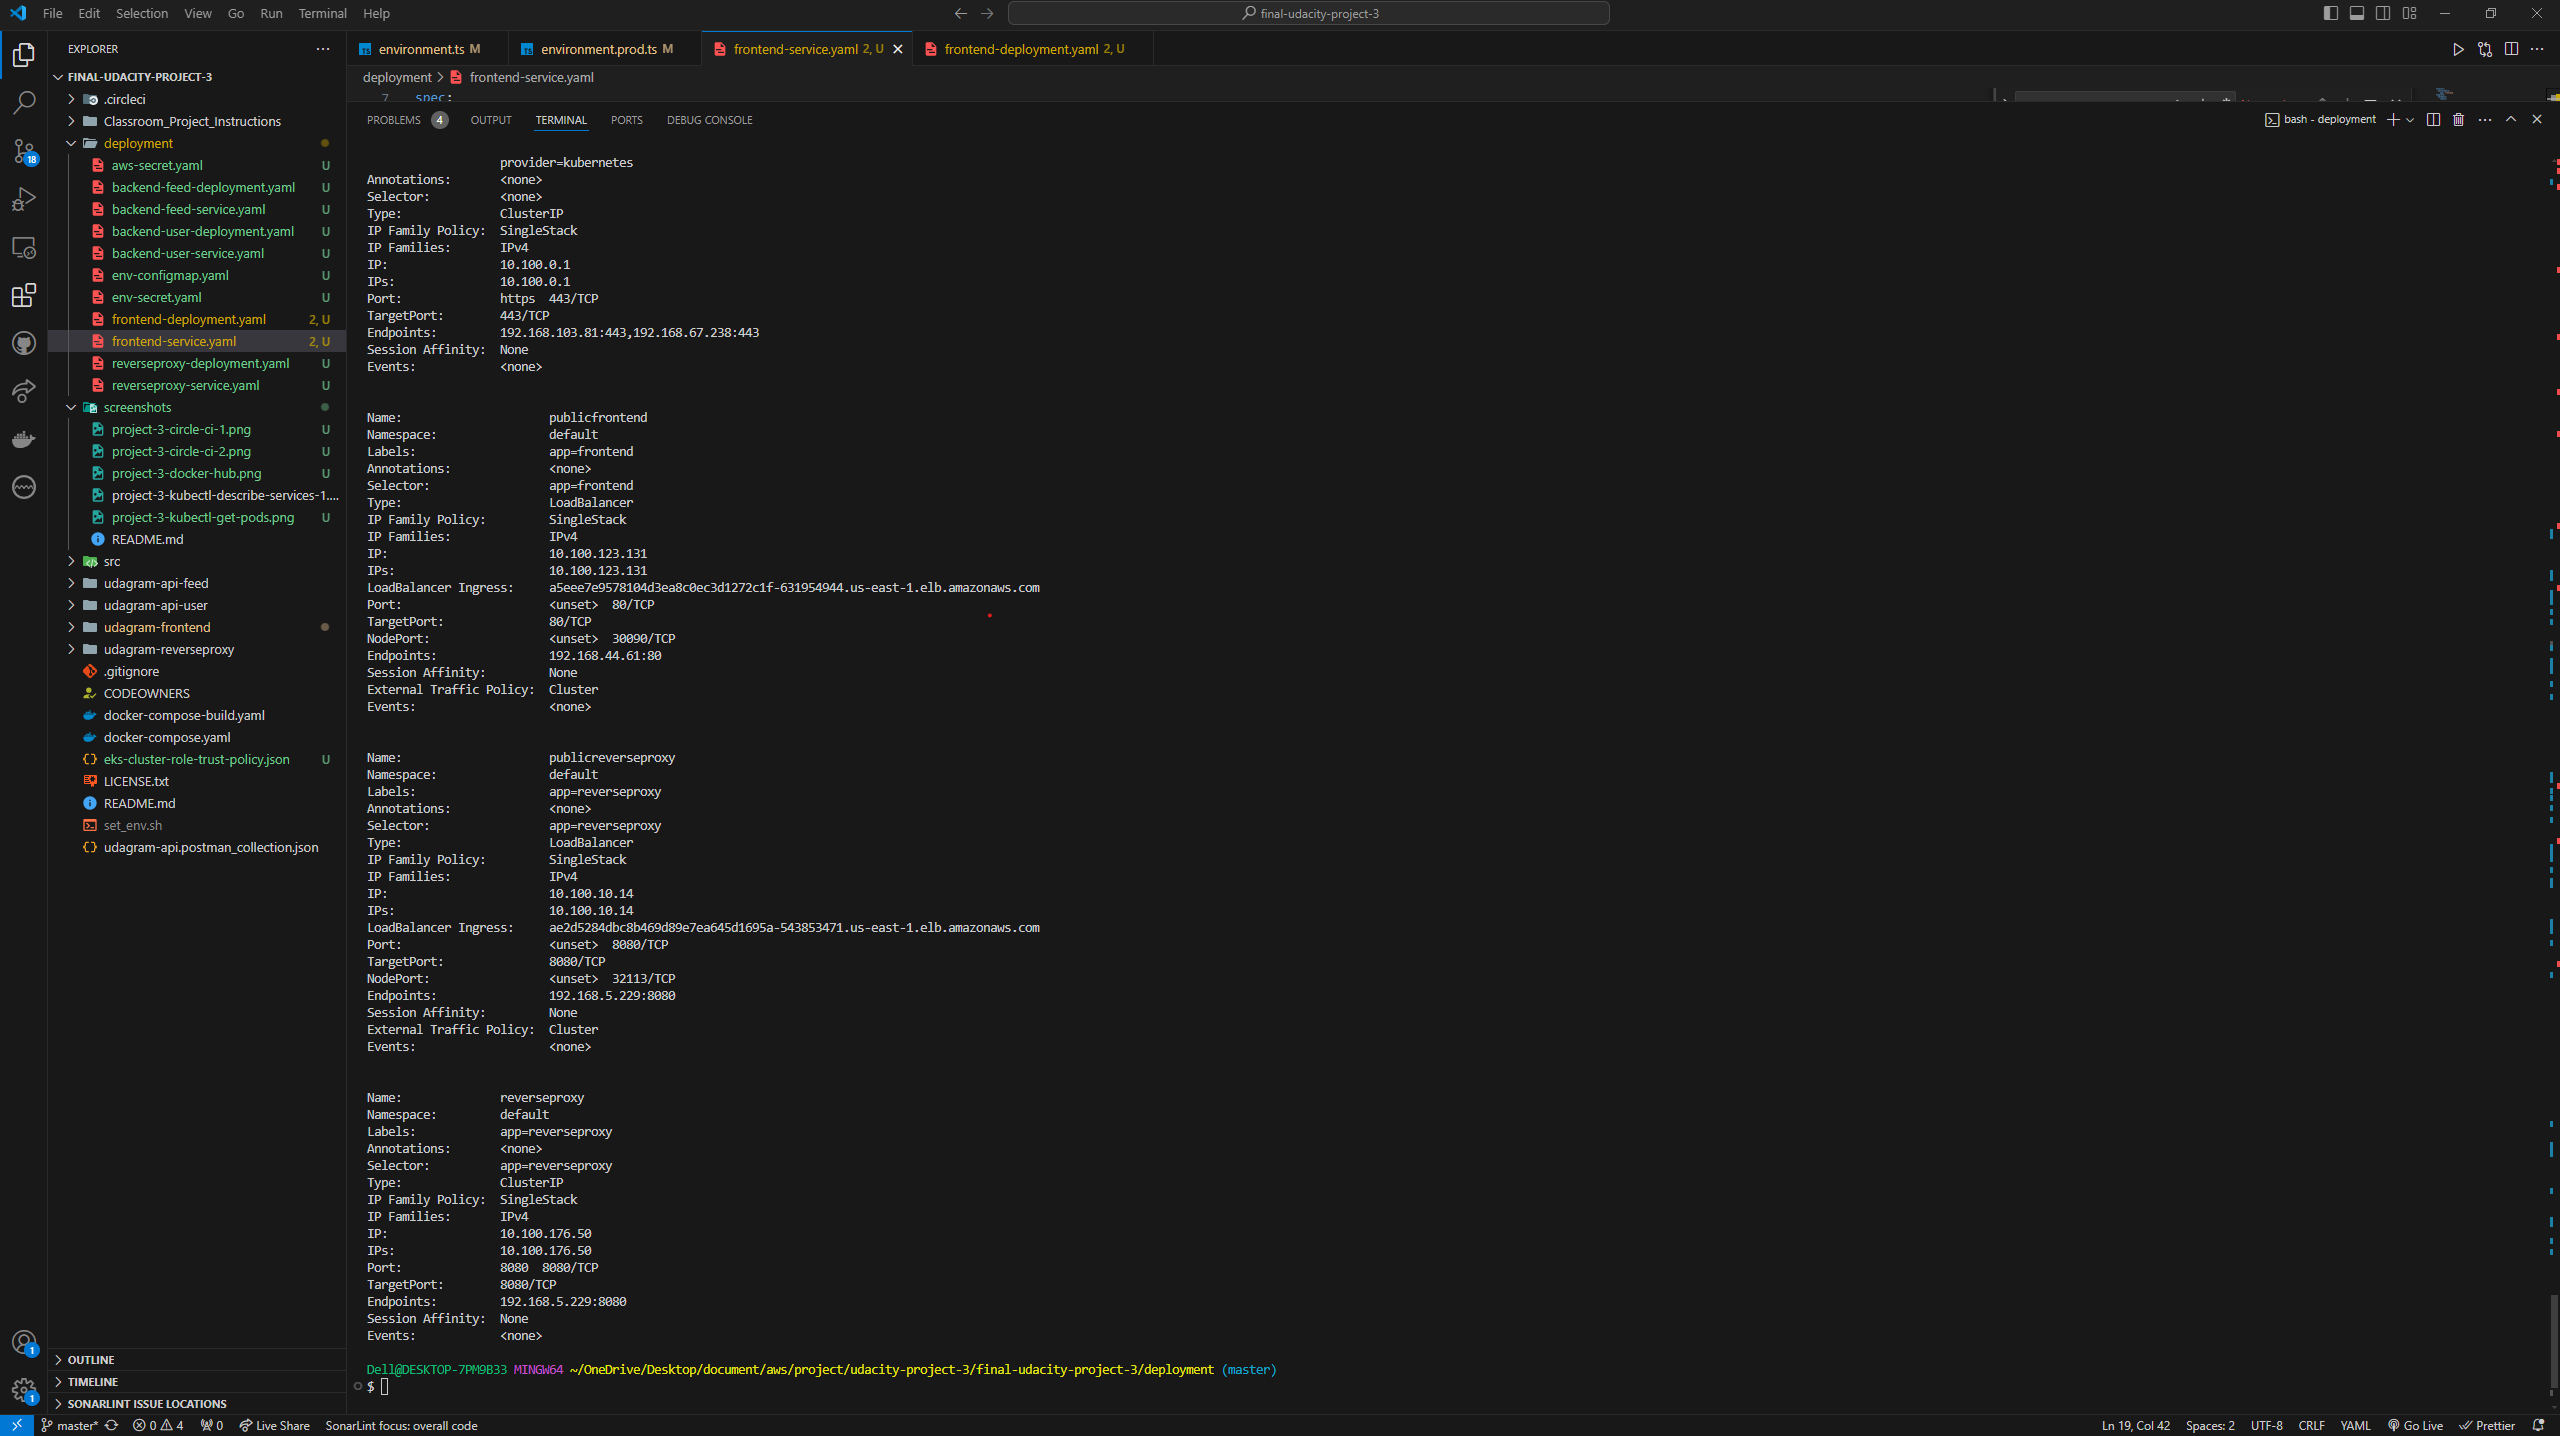 File Edit Selection View Go Run Terminal Help
final-udacity-project-3
EXPLORER
FINAL-UDACITY-PROJECT-3
.circleci
Classroom_Project_Instructions
deployment
aws-secret.yaml U
backend-feed-deployment.yaml U
backend-feed-service.yaml U
backend-user-deployment.yaml U
backend-user-service.yaml U
env-configmap.yaml U
env-secret.yaml U
frontend-deployment.yaml 2, U
frontend-service.yaml 2, U
reverseproxy-deployment.yaml U
reverseproxy-service.yaml U
screenshots
project-3-circle-ci-1.png U
project-3-circle-ci-2.png U
project-3-docker-hub.png U
project-3-kubectl-describe-services-1....
project-3-kubectl-get-pods.png U
README.md
src
udagram-api-feed
udagram-api-user
udagram-frontend
udagram-reverseproxy
.gitignore
CODEOWNERS
docker-compose-build.yaml
docker-compose.yaml
eks-cluster-role-trust-policy.json U
LICENSE.txt
README.md
set_env.sh
udagram-api.postman_collection.json
OUTLINE
TIMELINE
SONARLINT ISSUE LOCATIONS
18
1
1
environment.ts M environment.prod.ts M frontend-service.yaml 2, U frontend-deployment.yaml 2, U
deployment > frontend-service.yaml
7 spec:
PROBLEMS 4 OUTPUT TERMINAL PORTS DEBUG CONSOLE
bash - deployment
provider=kubernetes
Annotations: <none>
Selector: <none>
Type: ClusterIP
IP Family Policy: SingleStack
IP Families: IPv4
IP: 10.100.0.1
IPs: 10.100.0.1
Port: https 443/TCP
TargetPort: 443/TCP
Endpoints: 192.168.103.81:443,192.168.67.238:443
Session Affinity: None
Events: <none>
Name: publicfrontend
Namespace: default
Labels: app=frontend
Annotations: <none>
Selector: app=frontend
Type: LoadBalancer
IP Family Policy: SingleStack
IP Families: IPv4
IP: 10.100.123.131
IPs: 10.100.123.131
LoadBalancer Ingress: a5eee7e9578104d3ea8c0ec3d1272c1f-631954944.us-east-1.elb.amazonaws.com
Port: <unset> 80/TCP
TargetPort: 80/TCP
NodePort: <unset> 30090/TCP
Endpoints: 192.168.44.61:80
Session Affinity: None
External Traffic Policy: Cluster
Events: <none>
Name: publicreverseproxy
Namespace: default
Labels: app=reverseproxy
Annotations: <none>
Selector: app=reverseproxy
Type: LoadBalancer
IP Family Policy: SingleStack
IP Families: IPv4
IP: 10.100.10.14
IPs: 10.100.10.14
LoadBalancer Ingress: ae2d5284dbc8b469d89e7ea645d1695a-543853471.us-east-1.elb.amazonaws.com
Port: <unset> 8080/TCP
TargetPort: 8080/TCP
NodePort: <unset> 32113/TCP
Endpoints: 192.168.5.229:8080
Session Affinity: None
External Traffic Policy: Cluster
Events: <none>
Name: reverseproxy
Namespace: default
Labels: app=reverseproxy
Annotations: <none>
Selector: app=reverseproxy
Type: ClusterIP
IP Family Policy: SingleStack
IP Families: IPv4
IP: 10.100.176.50
IPs: 10.100.176.50
Port: 8080 8080/TCP
TargetPort: 8080/TCP
Endpoints: 192.168.5.229:8080
Session Affinity: None
Events: <none>
Dell@DESKTOP-7PM9B33 MINGW64 ~/OneDrive/Desktop/document/aws/project/udacity-project-3/final-udacity-project-3/deployment (master)
$
master* 0 4 0 Live Share SonarLint focus: overall code Ln 19, Col 42 Spaces: 2 UTF-8 CRLF YAML Go Live Prettier